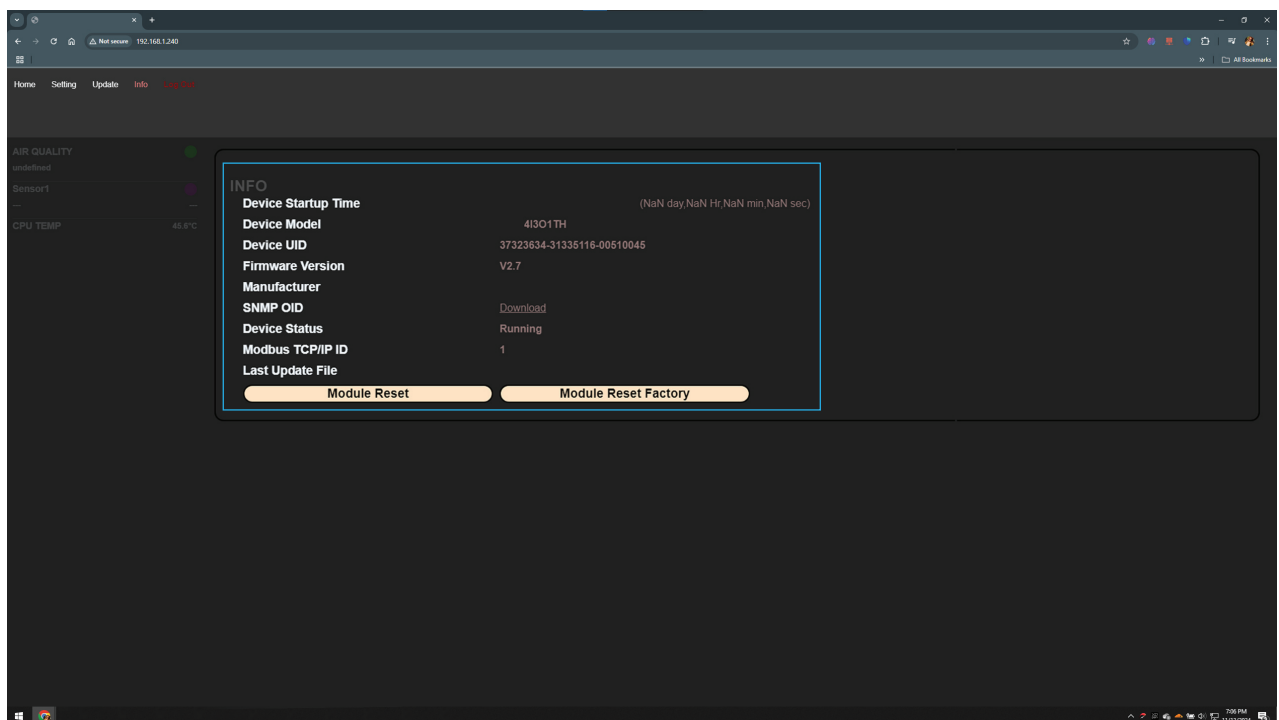 Not secure 192.168.1.240
All Bookmarks
Home Setting Update Info
AIR QUALITY
undefined
Sensor1
CPU TEMP 45.6°C
INFO
Device Startup Time (NaN day,NaN Hr,NaN min,NaN sec)
Device Model 4I3O1TH
Device UID 37323634-31335116-00510045
Firmware Version V2.7
Manufacturer
SNMP OID Download
Device Status Running
Modbus TCP/IP ID 1
Last Update File
Module Reset Module Reset Factory
7:06 PM